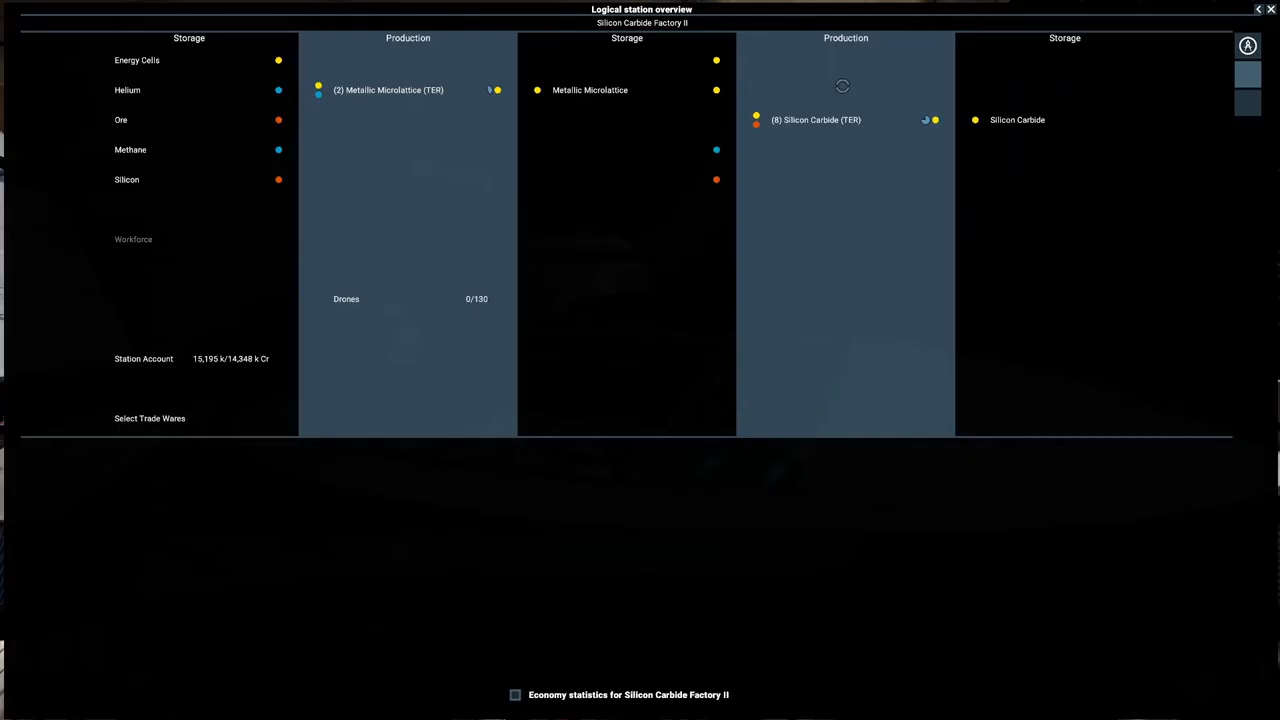 Logical station overview
Silicon Carbide Factory II
Storage
Production
Storage
Production
Storage
Energy Cells
Helium
(2) Metallic Microlattice (TER)
Metallic Microlattice
Ore
(8) Silicon Carbide (TER)
Silicon Carbide
Methane
Silicon
Workforce
Drones 0/130
Station Account 15,195 k/14,348 k Cr
Select Trade Wares
Economy statistics for Silicon Carbide Factory II